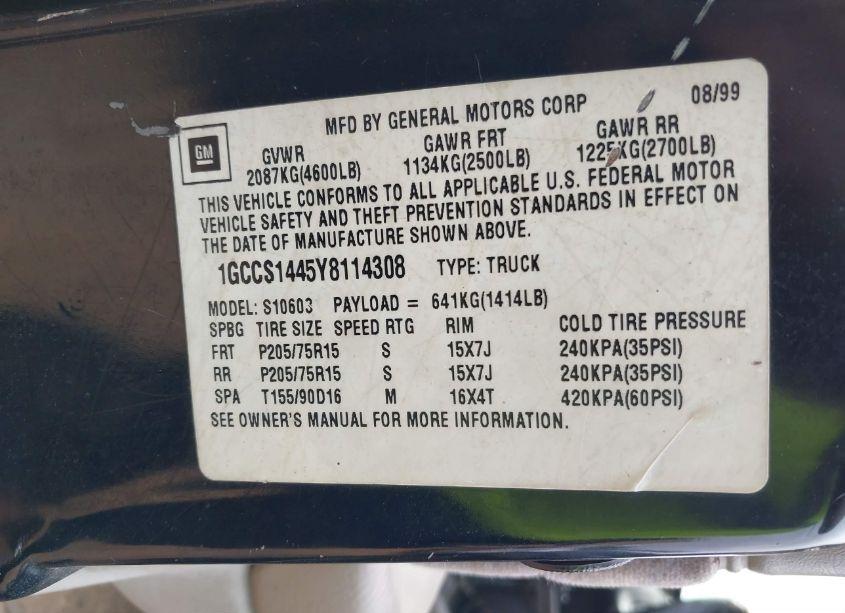 MFD BY GENERAL MOTORS CORP 08/99
GM
GVWR GAWR FRT GAWR RR
2087KG(4600LB) 1134KG(2500LB) 1225KG(2700LB)
THIS VEHICLE CONFORMS TO ALL APPLICABLE U.S. FEDERAL MOTOR
VEHICLE SAFETY AND THEFT PREVENTION STANDARDS IN EFFECT ON
THE DATE OF MANUFACTURE SHOWN ABOVE.
1GCCS1445Y8114308 TYPE: TRUCK
MODEL: S10603 PAYLOAD = 641KG(1414LB)
SPBG TIRE SIZE SPEED RTG RIM COLD TIRE PRESSURE
FRT P205/75R15 S 15X7J 240KPA(35PSI)
RR P205/75R15 S 15X7J 240KPA(35PSI)
SPA T155/90D16 M 16X4T 420KPA(60PSI)
SEE OWNER'S MANUAL FOR MORE INFORMATION.